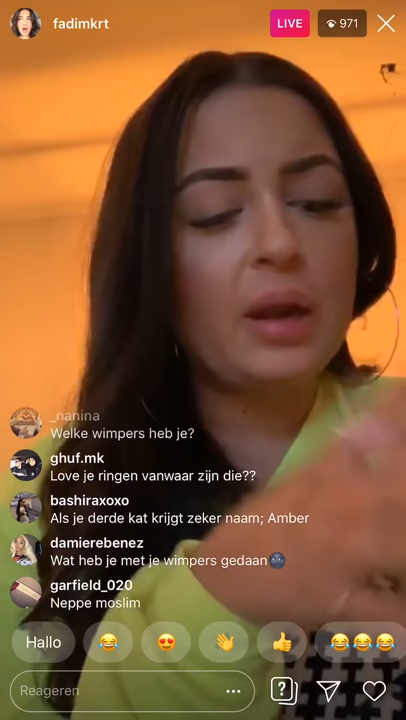 fadimkrt
LIVE
971
_nanina
Welke wimpers heb je?
ghuf.mk
Love je ringen vanwaar zijn die??
bashiraxoxo
Als je derde kat krijgt zeker naam; Amber
damierebenez
Wat heb je met je wimpers gedaan🌚
garfield_020
Neppe moslim
Hallo 😂 😍 👋 👍 😂😂😂
Reageren